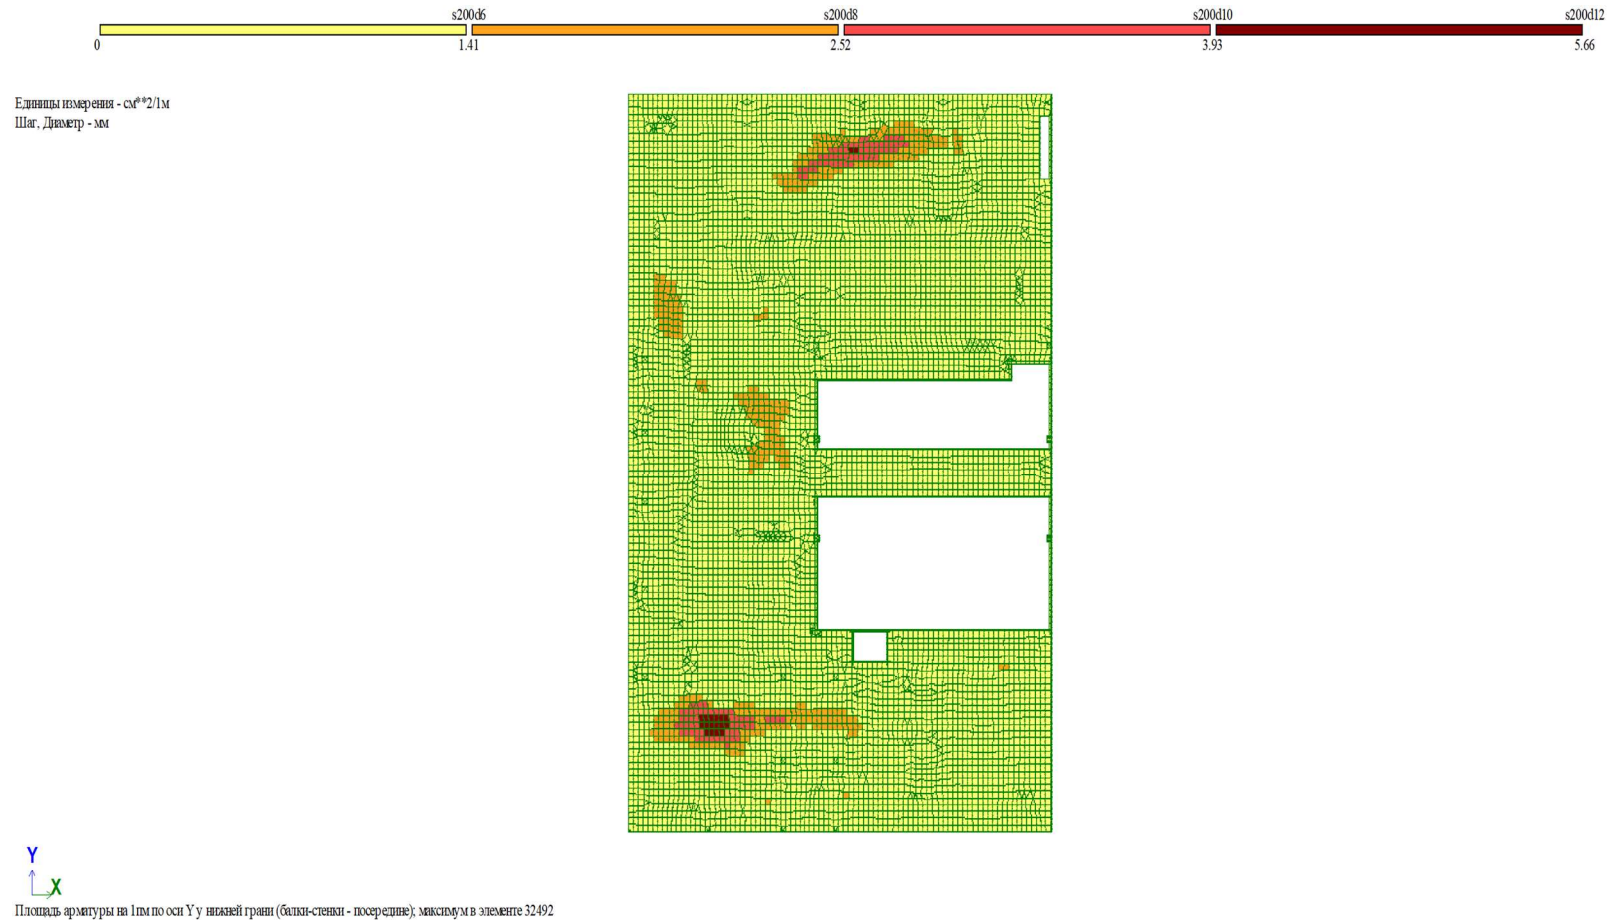 s200d6 s200d8 s200d10 s200d12
0 1.41 2.52 3.93 5.66
Единицы измерения - см**2/1м
Шаг, Диаметр - мм
Y
X
Площадь арматуры на 1пм по оси Y у нижней грани (балки-стенки - посередине); максимум в элементе 32492